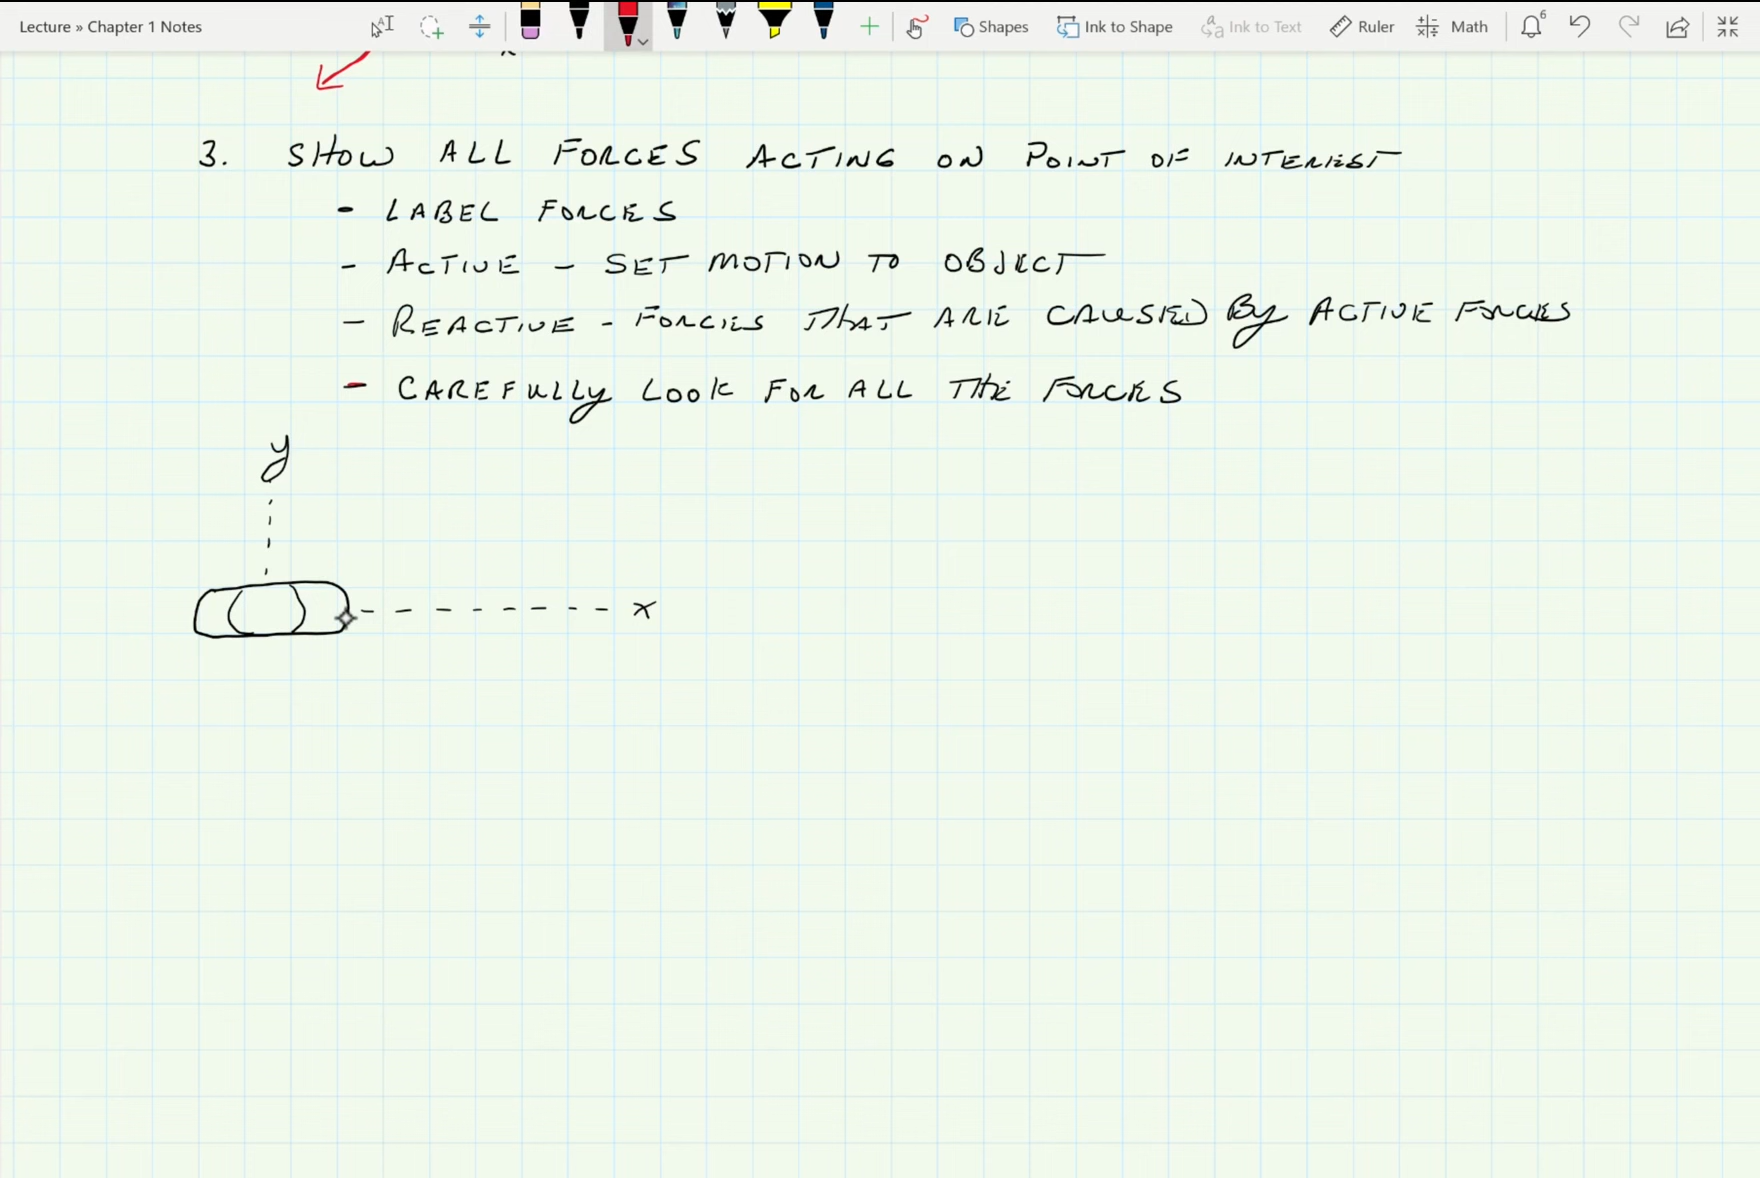 Lecture » Chapter 1 Notes
Shapes Ink to Shape Ink to Text Ruler Math 6
x
3. SHOW ALL FORCES ACTING ON POINT OF INTEREST
- LABEL FORCES
- ACTIVE - SET MOTION TO OBJECT
- REACTIVE - FORCES THAT ARE CAUSED By ACTIVE FORCES
- CAREFULLy LOOK FOR ALL THE FORCES
y
x